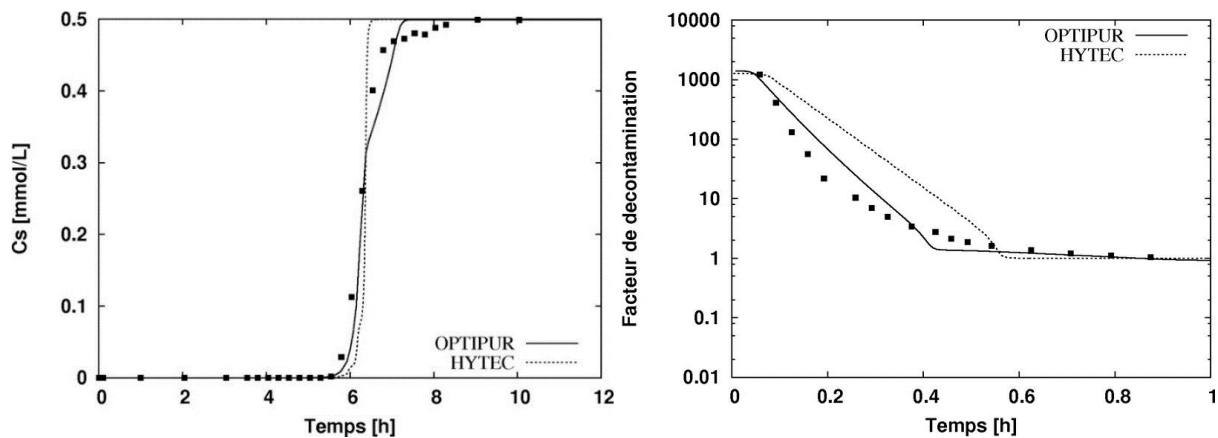 0.5
0.4
0.3
0.2
0.1
0
Cs [mmol/L]
OPTIPUR
HYTEC
0 2 4 6 8 10 12
Temps [h]
10000
1000
100
10
1
0.1
0.01
Facteur de decontamination
OPTIPUR
HYTEC
0 0.2 0.4 0.6 0.8 1
Temps [h]